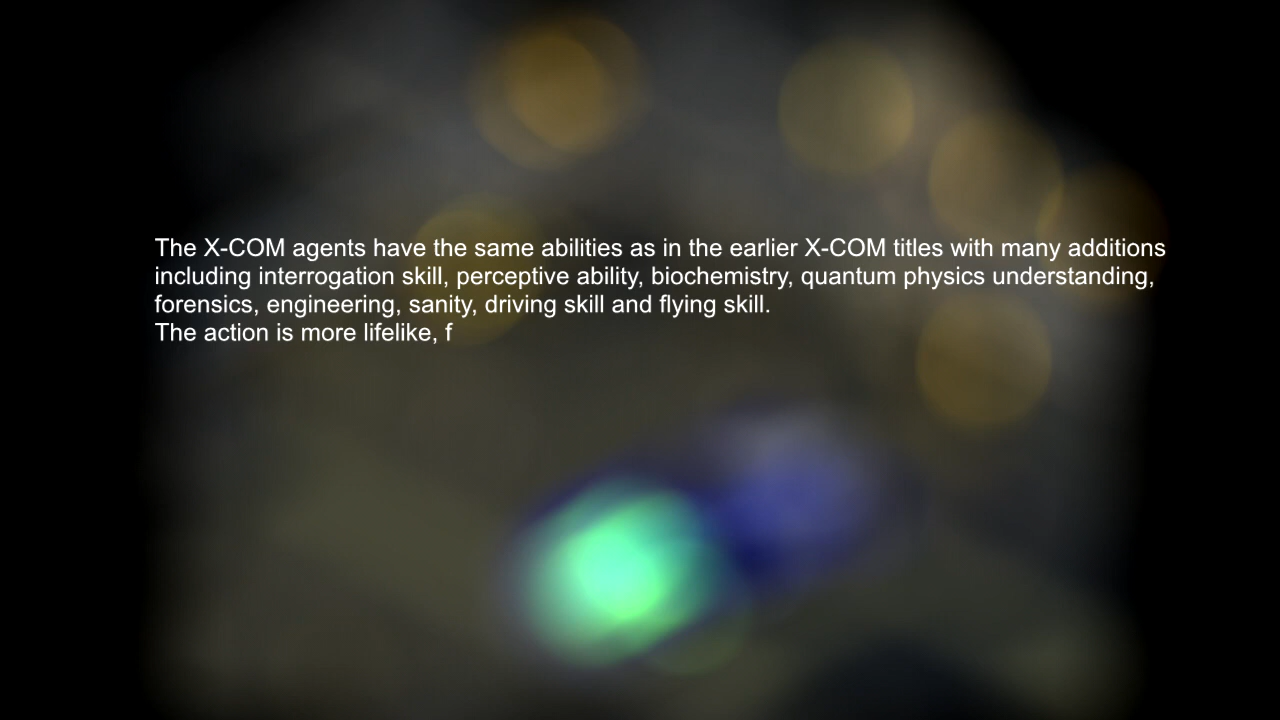 The X-COM agents have the same abilities as in the earlier X-COM titles with many additions
including interrogation skill, perceptive ability, biochemistry, quantum physics understanding,
forensics, engineering, sanity, driving skill and flying skill.
The action is more lifelike, f